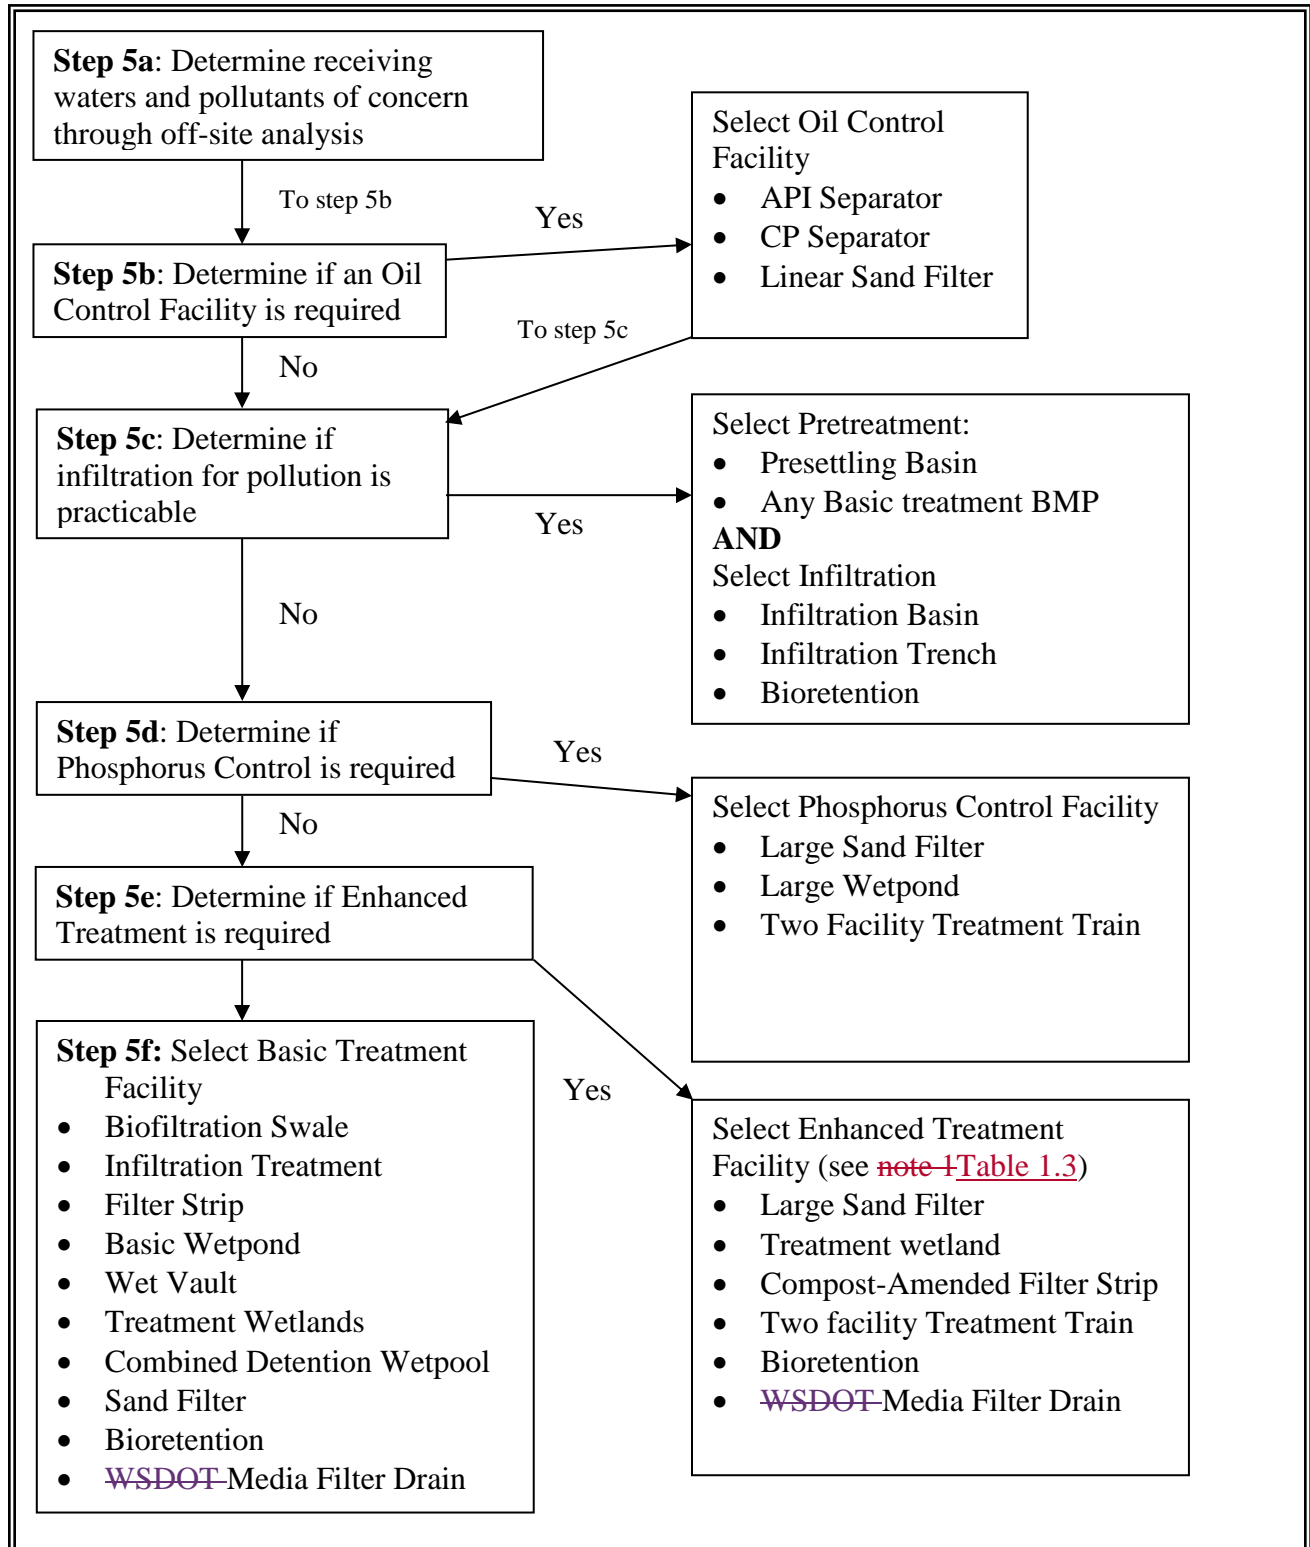 Step 5a: Determine receiving
waters and pollutants of concern
through off-site analysis
To step 5b
Yes
Select Oil Control
Facility
• API Separator
• CP Separator
• Linear Sand Filter
Step 5b: Determine if an Oil
Control Facility is required
To step 5c
No
Step 5c: Determine if
infiltration for pollution is
practicable
Yes
Select Pretreatment:
• Presettling Basin
• Any Basic treatment BMP
AND
Select Infiltration
• Infiltration Basin
• Infiltration Trench
• Bioretention
No
Step 5d: Determine if
Phosphorus Control is required
Yes
Select Phosphorus Control Facility
• Large Sand Filter
• Large Wetpond
• Two Facility Treatment Train
No
Step 5e: Determine if Enhanced
Treatment is required
Yes
Step 5f: Select Basic Treatment
Facility
• Biofiltration Swale
• Infiltration Treatment
• Filter Strip
• Basic Wetpond
• Wet Vault
• Treatment Wetlands
• Combined Detention Wetpool
• Sand Filter
• Bioretention
• WSDOT Media Filter Drain
Select Enhanced Treatment
Facility (see note 1Table 1.3)
• Large Sand Filter
• Treatment wetland
• Compost-Amended Filter Strip
• Two facility Treatment Train
• Bioretention
• WSDOT Media Filter Drain